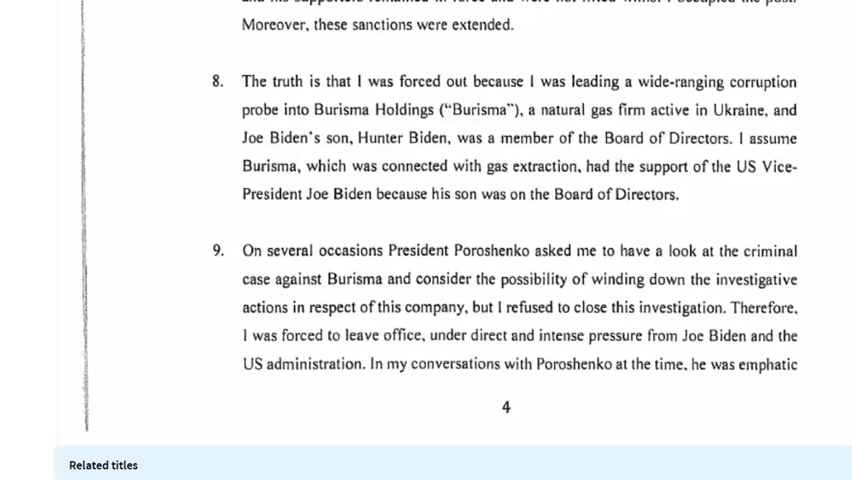 Moreover, these sanctions were extended.
8. The truth is that I was forced out because I was leading a wide-ranging corruption
probe into Burisma Holdings ("Burisma"), a natural gas firm active in Ukraine, and
Joe Biden's son, Hunter Biden, was a member of the Board of Directors. I assume
Burisma, which was connected with gas extraction, had the support of the US Vice-
President Joe Biden because his son was on the Board of Directors.
9. On several occasions President Poroshenko asked me to have a look at the criminal
case against Burisma and consider the possibility of winding down the investigative
actions in respect of this company, but I refused to close this investigation. Therefore,
I was forced to leave office, under direct and intense pressure from Joe Biden and the
US administration. In my conversations with Poroshenko at the time, he was emphatic
4
Related titles